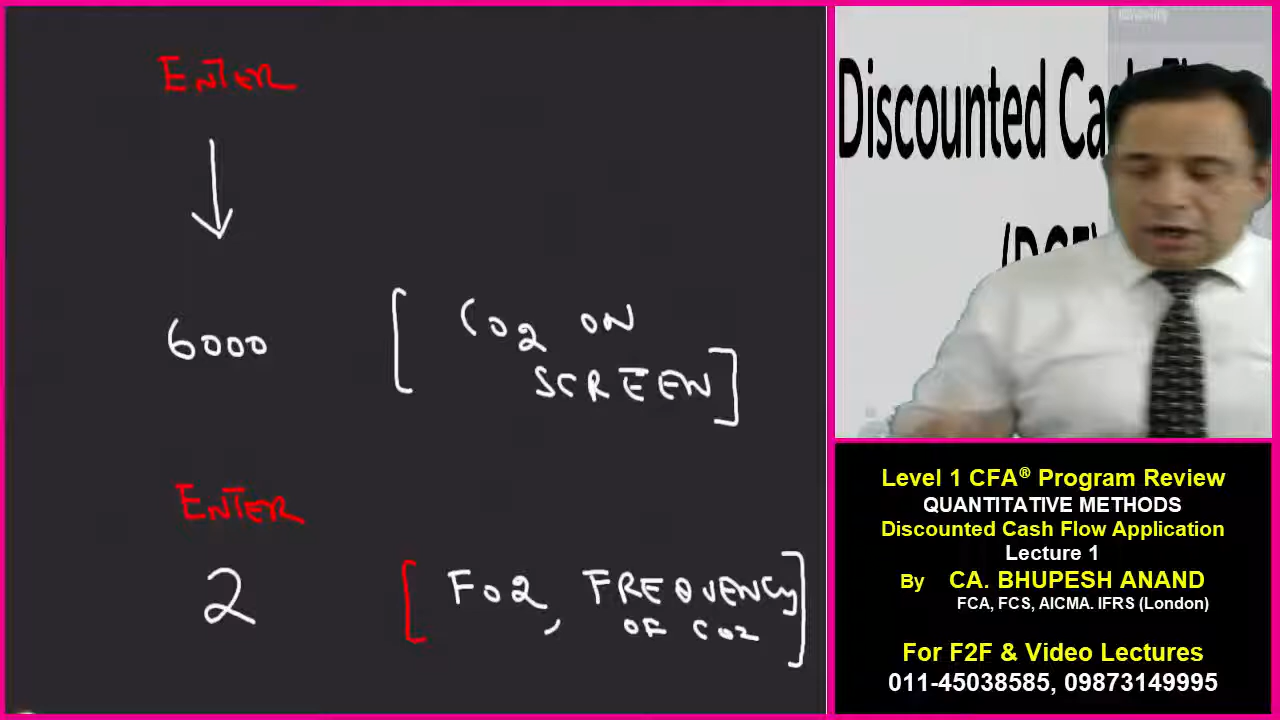 ENTER
6000
[ CO2 ON
SCREEN ]
ENTER
2
[ FO2, FREQUENCY
OF CO2 ]
Discounted Ca
Level 1 CFA® Program Review
QUANTITATIVE METHODS
Discounted Cash Flow Application
Lecture 1
By CA. BHUPESH ANAND
FCA, FCS, AICMA. IFRS (London)
For F2F & Video Lectures
011-45038585, 09873149995